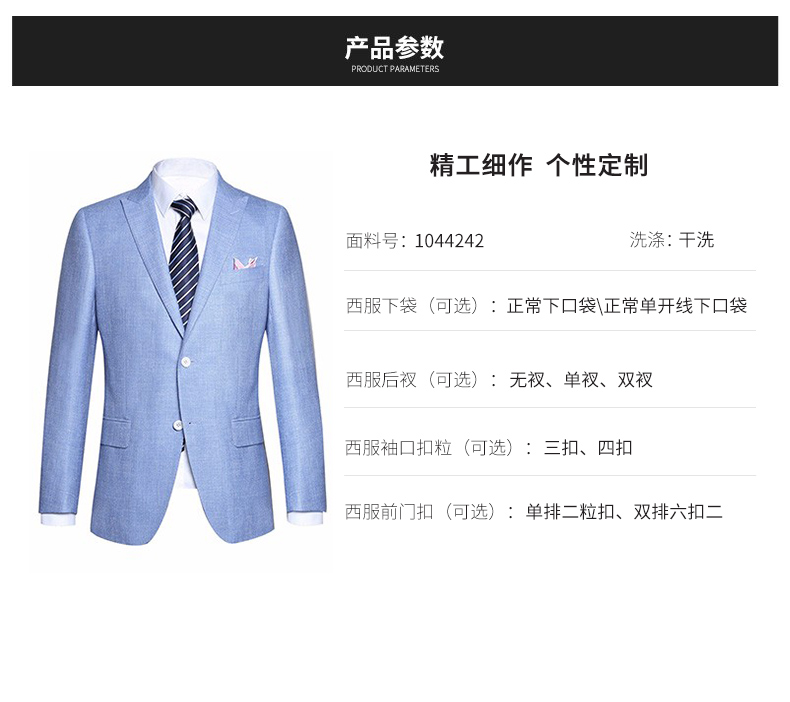 产品参数
PRODUCT PARAMETERS
精工细作 个性定制
面料号：1044242 洗涤：干洗
西服下袋（可选）：正常下口袋\正常单开线下口袋
西服后衩（可选）：无衩、单衩、双衩
西服袖口扣粒（可选）：三扣、四扣
西服前门扣（可选）：单排二粒扣、双排六扣二